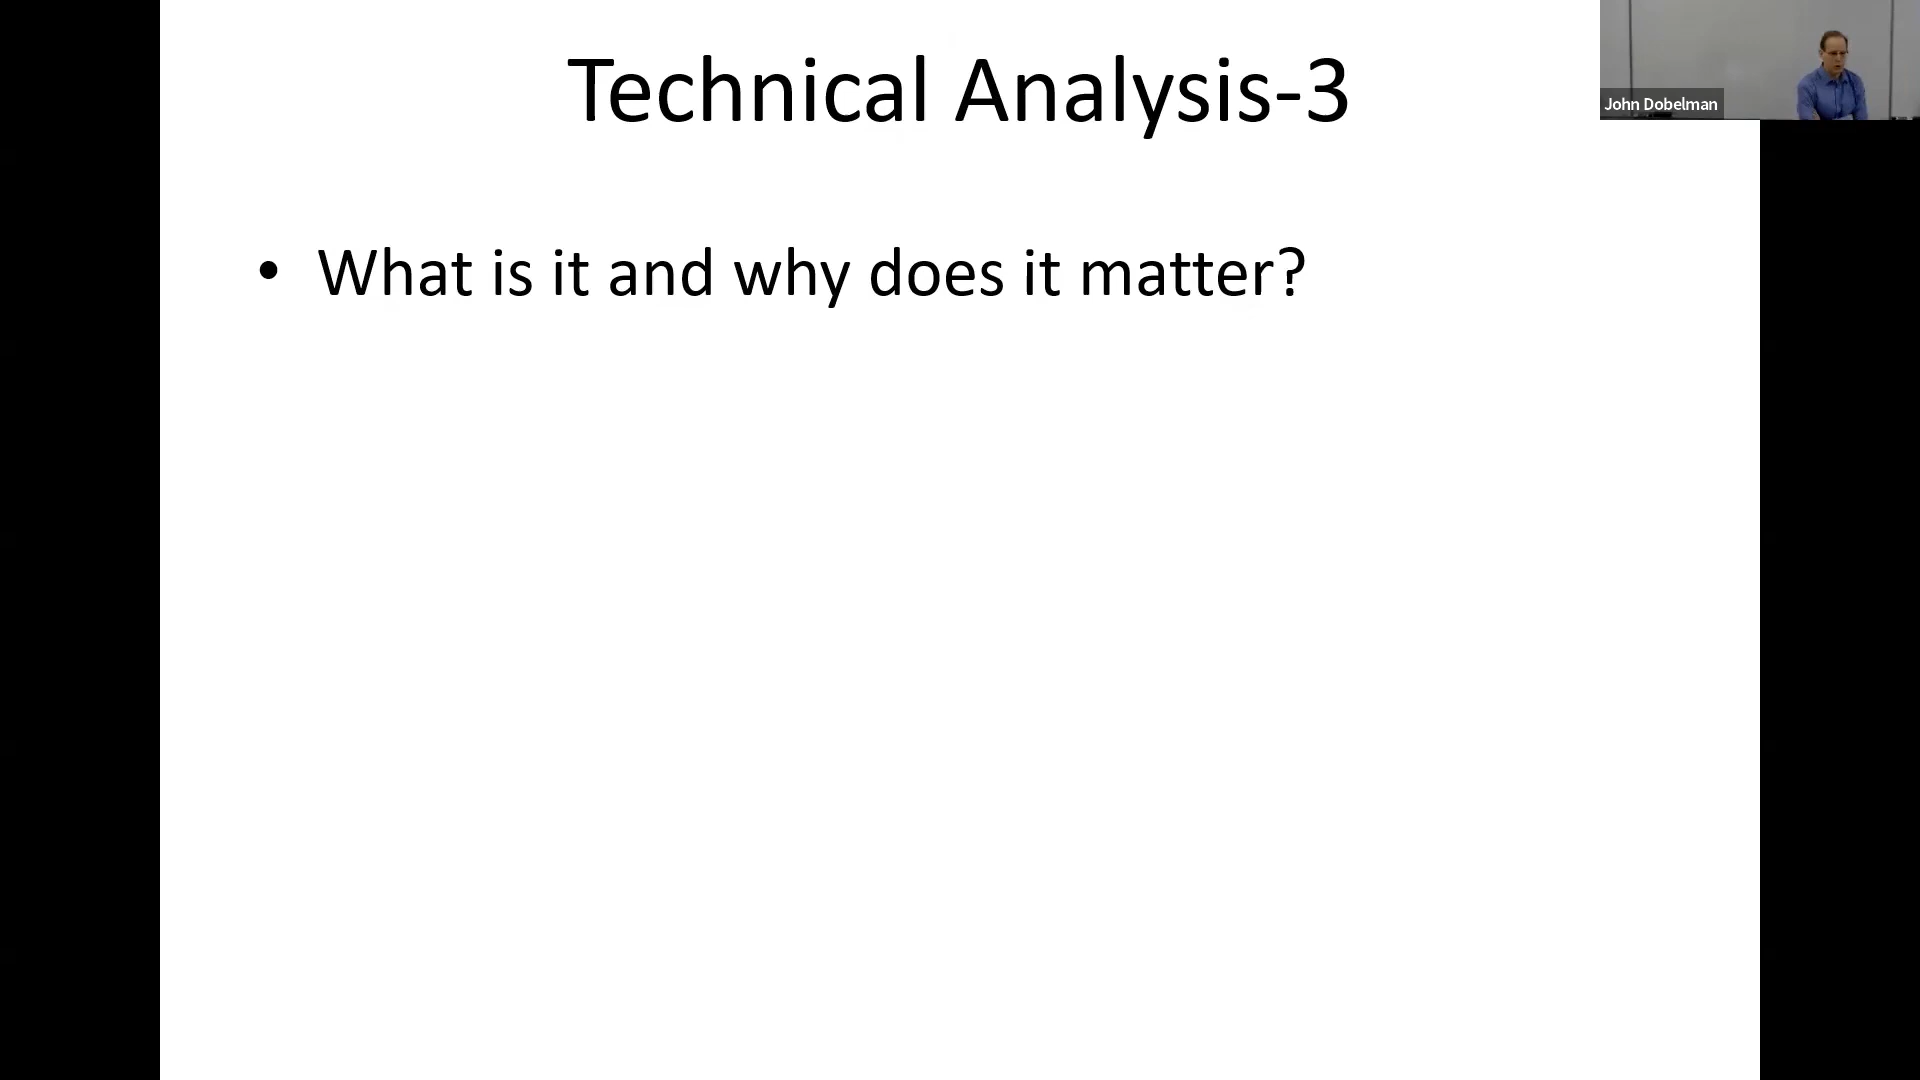 Technical Analysis-3
John Dobelman
• What is it and why does it matter?